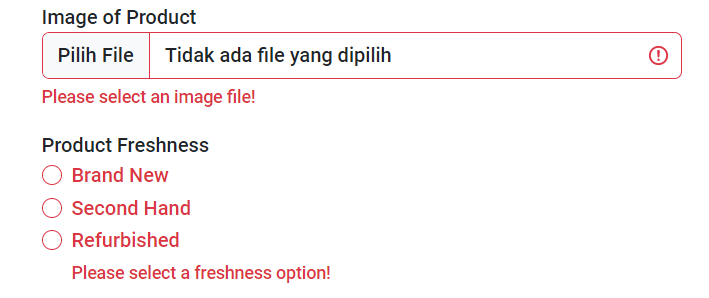 Image of Product
Pilih File Tidak ada file yang dipilih
Please select an image file!
Product Freshness
Brand New
Second Hand
Refurbished
Please select a freshness option!